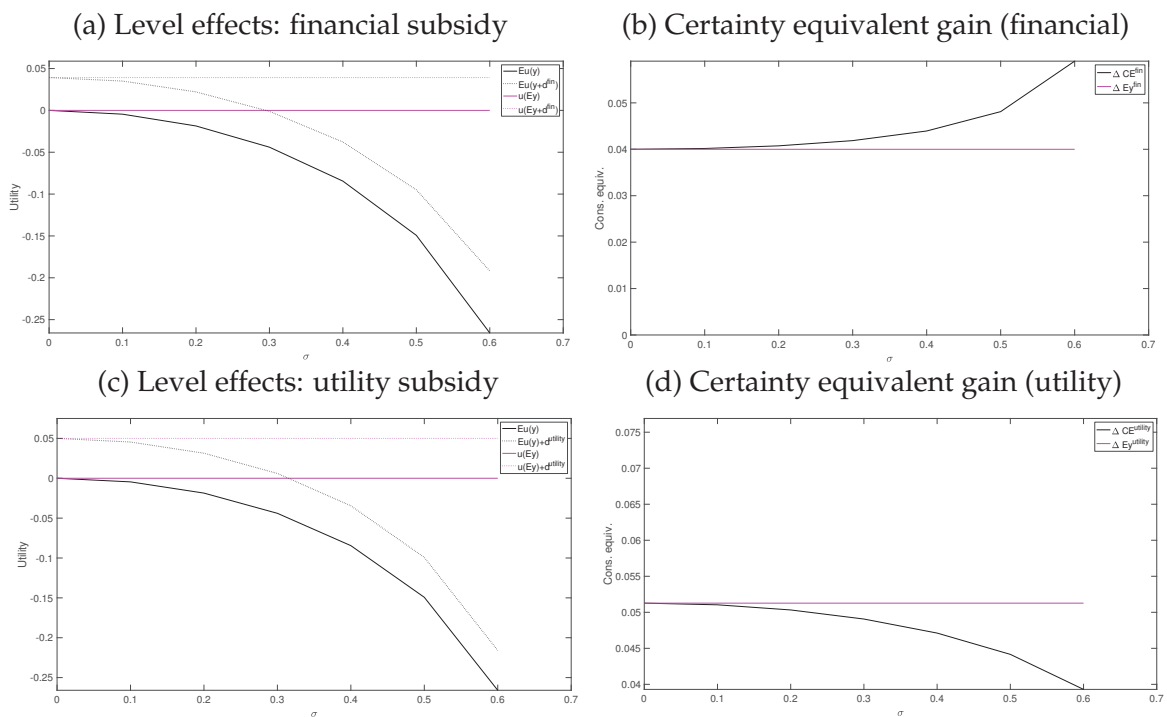 (a) Level effects: financial subsidy
0.05
0
-0.05
-0.1
-0.15
-0.2
-0.25
Utility
0 0.1 0.2 0.3 0.4 0.5 0.6 0.7
σ
Eu(y)
Eu(y+d^fin)
u(Ey)
u(Ey+d^fin)
(b) Certainty equivalent gain (financial)
0.05
0.04
0.03
0.02
0.01
0
Cons. equiv.
0 0.1 0.2 0.3 0.4 0.5 0.6 0.7
σ
Δ CE^fin
Δ Ey^fin
(c) Level effects: utility subsidy
0.05
0
-0.05
-0.1
-0.15
-0.2
-0.25
Utility
0 0.1 0.2 0.3 0.4 0.5 0.6 0.7
σ
Eu(y)
Eu(y)+d^utility
u(Ey)
u(Ey)+d^utility
(d) Certainty equivalent gain (utility)
0.075
0.07
0.065
0.06
0.055
0.05
0.045
0.04
Cons. equiv.
0 0.1 0.2 0.3 0.4 0.5 0.6 0.7
σ
Δ CE^utility
Δ Ey^utility